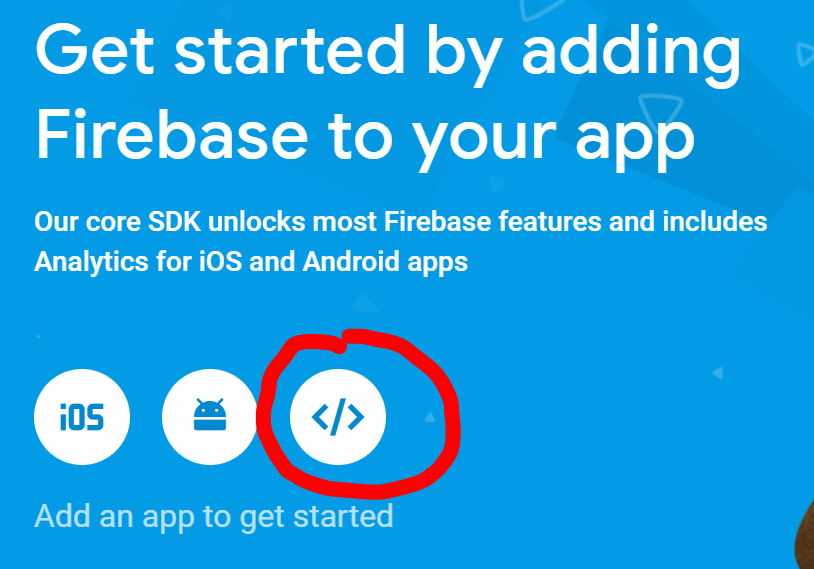 Get started by adding
Firebase to your app
Our core SDK unlocks most Firebase features and includes
Analytics for iOS and Android apps
iOS
</>
Add an app to get started